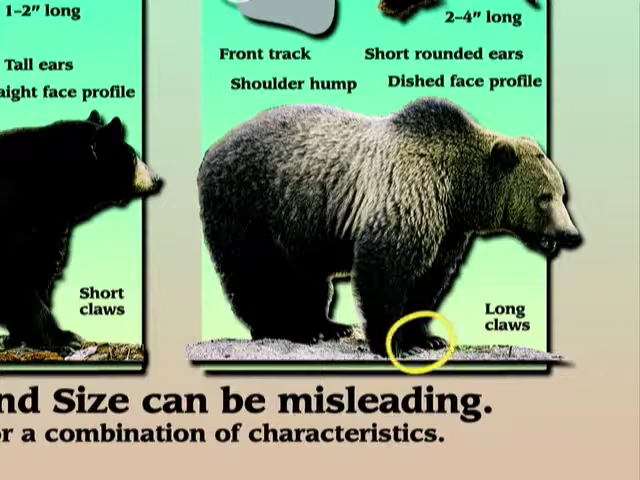 1–2″ long
2–4″ long
Tall ears
aight face profile
Front track
Short rounded ears
Shoulder hump
Dished face profile
Short
claws
Long
claws
nd Size can be misleading.
or a combination of characteristics.